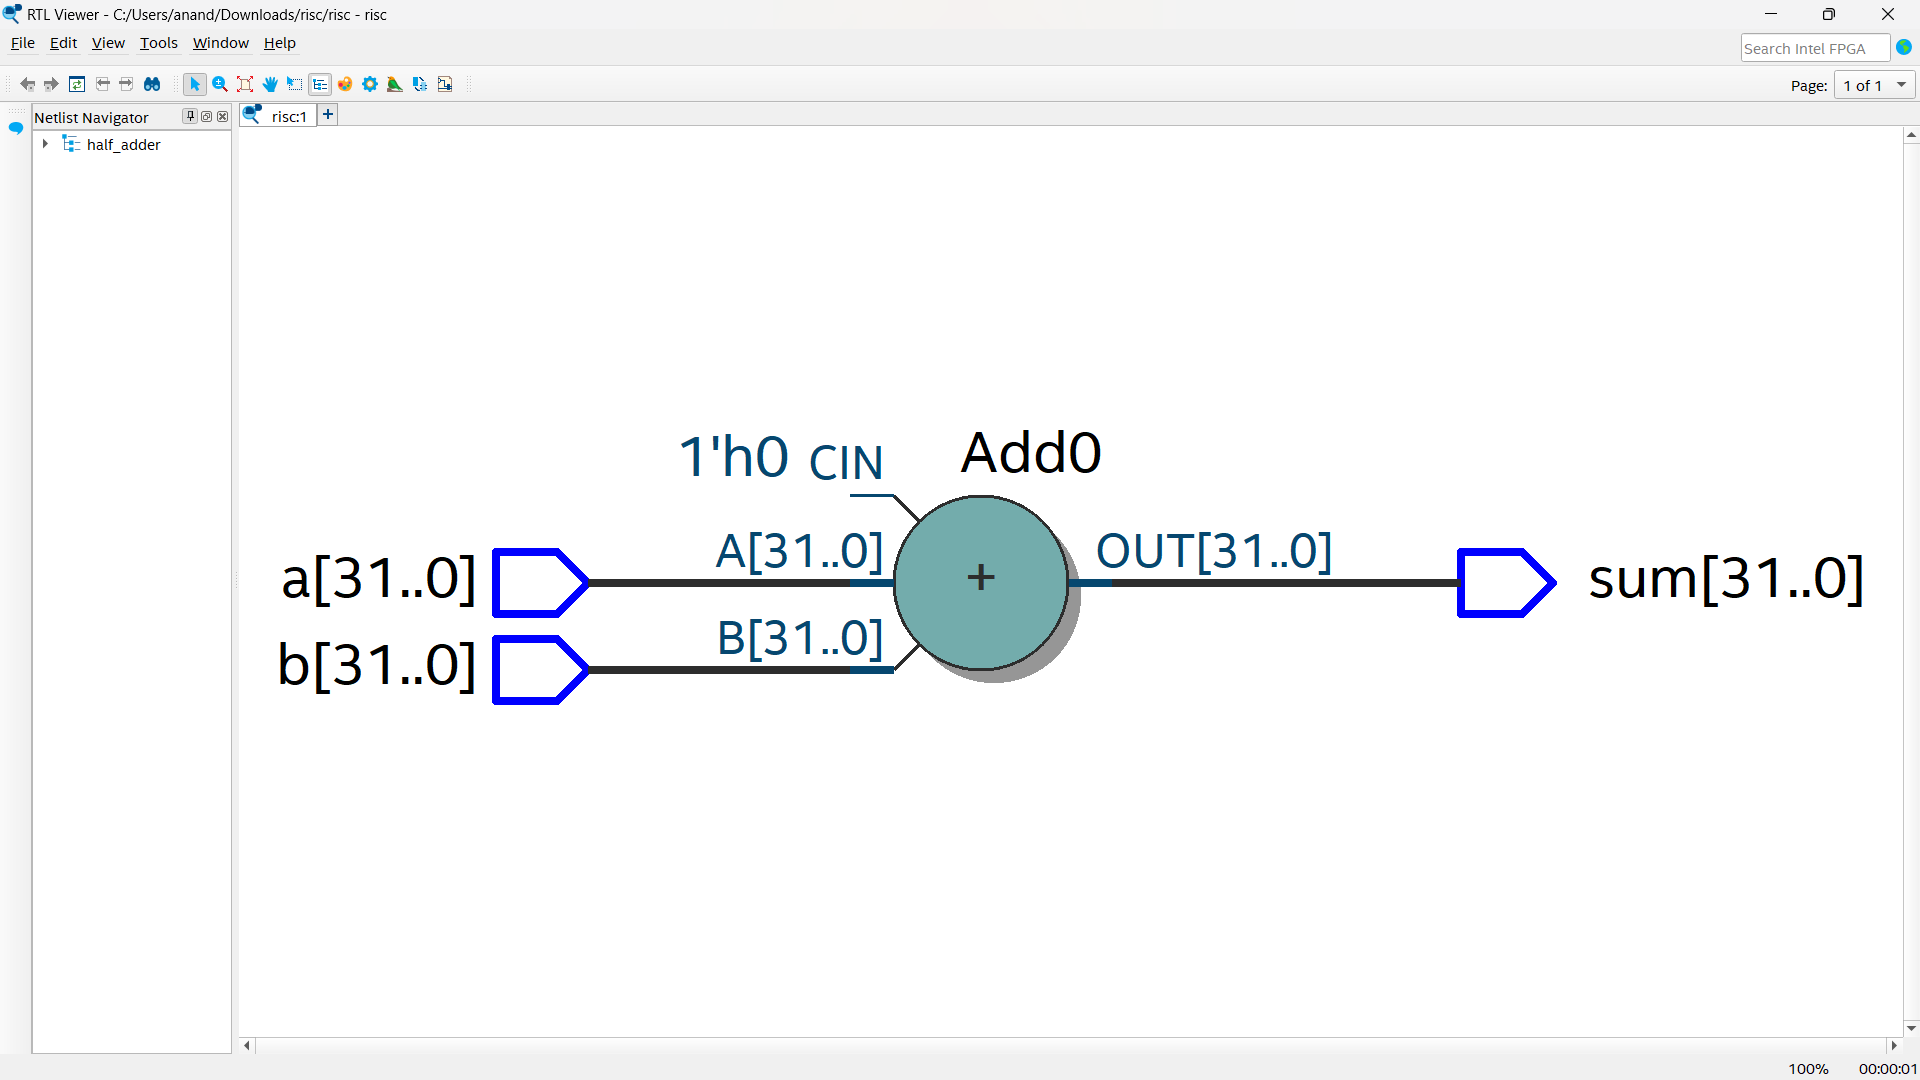 RTL Viewer - C:/Users/anand/Downloads/risc/risc - risc
File Edit View Tools Window Help
Search Intel FPGA
Page: 1 of 1
Netlist Navigator
risc:1
half_adder
1'h0 CIN
Add0
A[31..0]
OUT[31..0]
a[31..0]
+
sum[31..0]
B[31..0]
b[31..0]
100% 00:00:01